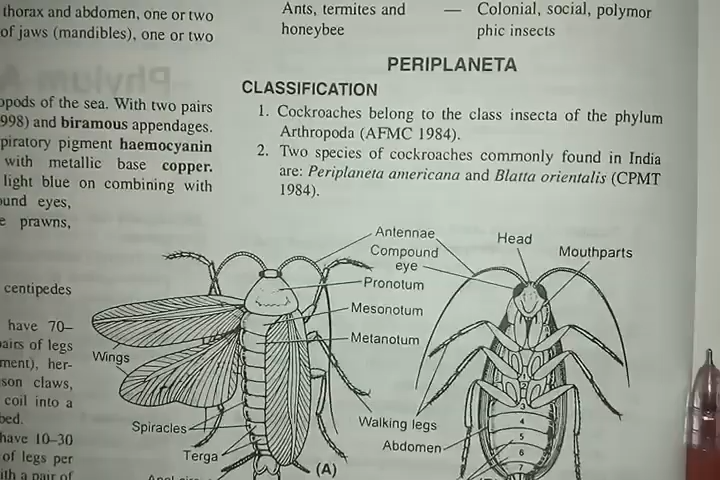 thorax and abdomen, one or two
of jaws (mandibles), one or two
opods of the sea. With two pairs
998) and biramous appendages.
piratory pigment haemocyanin
with metallic base copper.
light blue on combining with
ound eyes,
e prawns,
centipedes
have 70–
airs of legs
ment), her-
son claws,
coil into a
bed.
have 10–30
of legs per
ith a pair of
Ants, termites and — Colonial, social, polymor
honeybee phic insects
PERIPLANETA
CLASSIFICATION
1. Cockroaches belong to the class insecta of the phylum
Arthropoda (AFMC 1984).
2. Two species of cockroaches commonly found in India
are: Periplaneta americana and Blatta orientalis (CPMT
1984).
Antennae
Compound
eye
Pronotum
Mesonotum
Metanotum
Wings
Spiracles
Terga
(A)
Head
Mouthparts
Walking legs
Abdomen
2
3
4
5
6
7